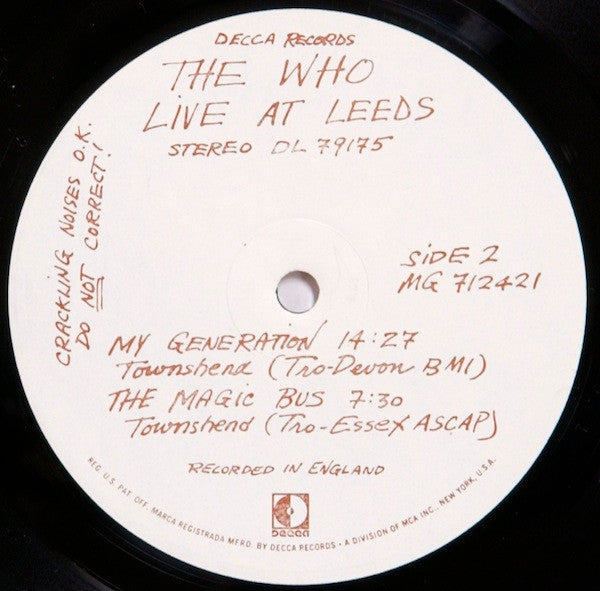 DECCA RECORDS
THE WHO
LiVE AT LEEDS
STEREO DL 79175
CRACKLING NOISES O.K.
DO NOT CORRECT!
SiDE 2
MG 712421
MY GENERATION 14:27
Townshend (Tro-Devon BMI)
THE MAGIC BUS 7:30
Townshend (Tro-Essex ASCAP)
RECORDED IN ENGLAND
DECCA
REG. U.S. PAT. OFF. MARCA REGISTRADA MFRD. BY DECCA RECORDS • A DIVISION OF MCA INC., NEW YORK, U.S.A.